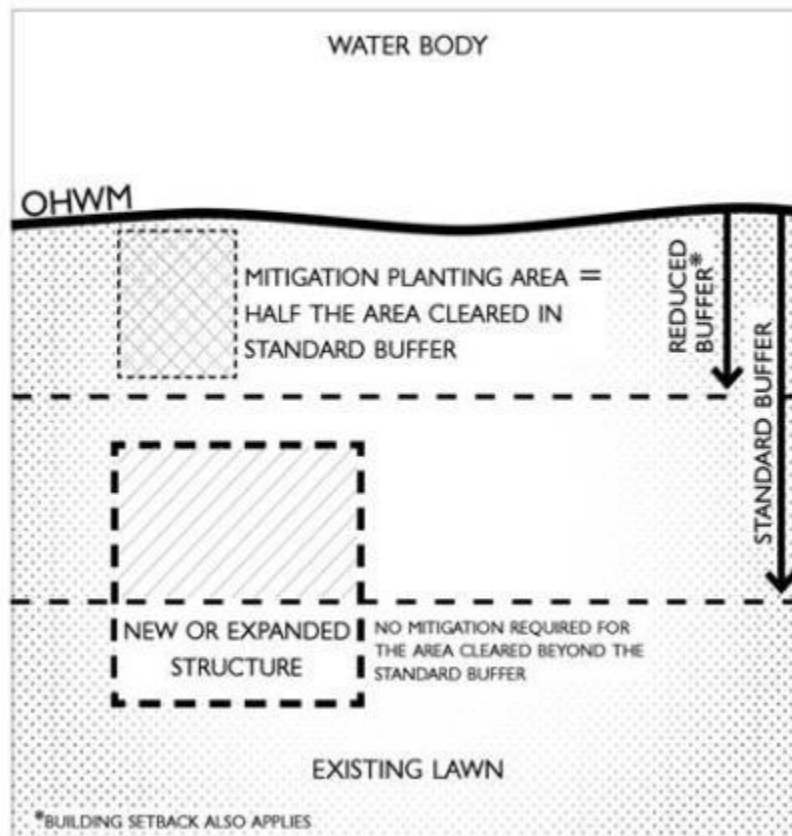 WATER BODY
OHWM
MITIGATION PLANTING AREA =
HALF THE AREA CLEARED IN
STANDARD BUFFER
REDUCED
BUFFER*
STANDARD BUFFER
NEW OR EXPANDED
STRUCTURE
NO MITIGATION REQUIRED FOR
THE AREA CLEARED BEYOND THE
STANDARD BUFFER
EXISTING LAWN
*BUILDING SETBACK ALSO APPLIES